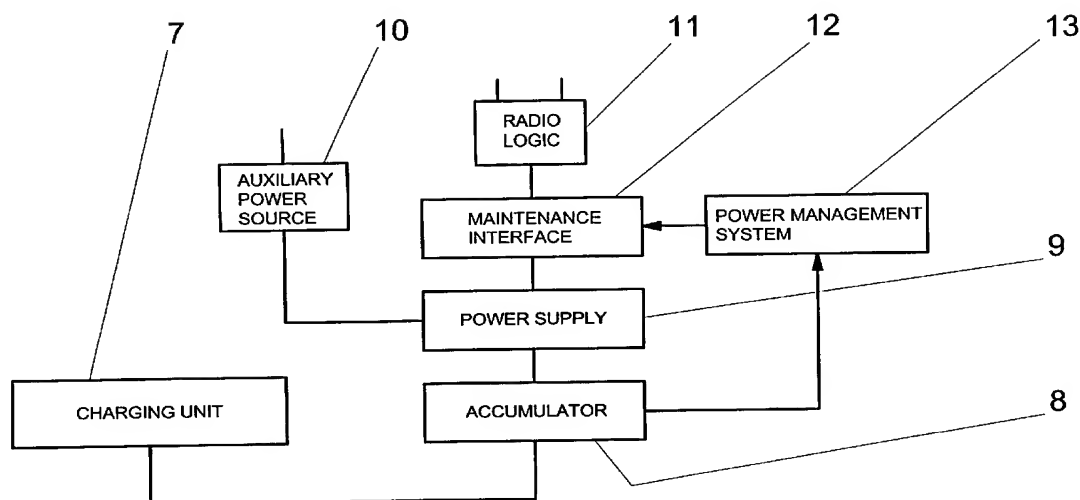 7
10
11
12
13
RADIO
LOGIC
AUXILIARY
POWER
SOURCE
MAINTENANCE
INTERFACE
POWER MANAGEMENT
SYSTEM
9
POWER SUPPLY
CHARGING UNIT
ACCUMULATOR
8